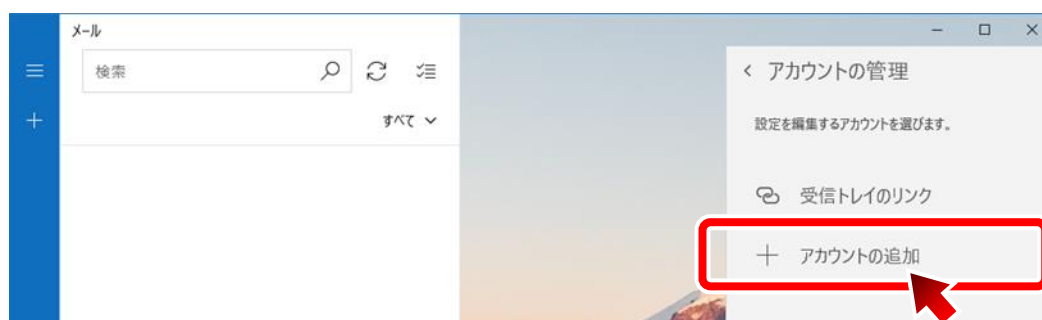 メール
検索
すべて
アカウントの管理
設定を編集するアカウントを選びます。
受信トレイのリンク
アカウントの追加